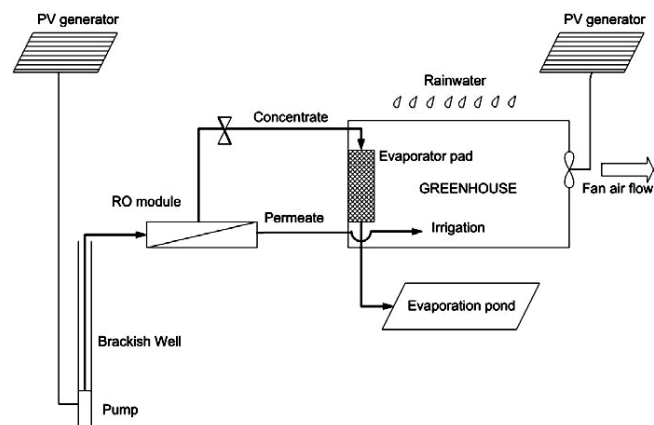 PV generator
PV generator
Rainwater
Concentrate
Evaporator pad
GREENHOUSE
Fan air flow
RO module
Permeate
Irrigation
Evaporation pond
Brackish Well
Pump